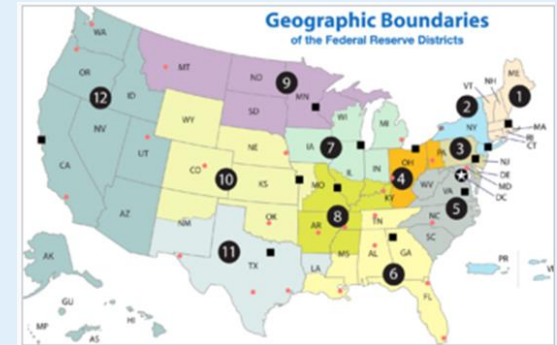 Geographic Boundaries
of the Federal Reserve Districts
WA
MT
ND
MN
9
VT
NH
ME
1
OR
ID
12
SD
WI
MI
2
NY
MA
RI
CT
WY
IA
7
PA
3
NJ
NV
NE
IL
IN
OH
4
DE
MD
DC
UT
CO
10
KS
MO
WV
VA
5
CA
KY
AZ
NM
OK
AR
8
TN
NC
SC
11
TX
MS
AL
GA
6
AK
LA
FL
PR
GU
HI
MP
AS